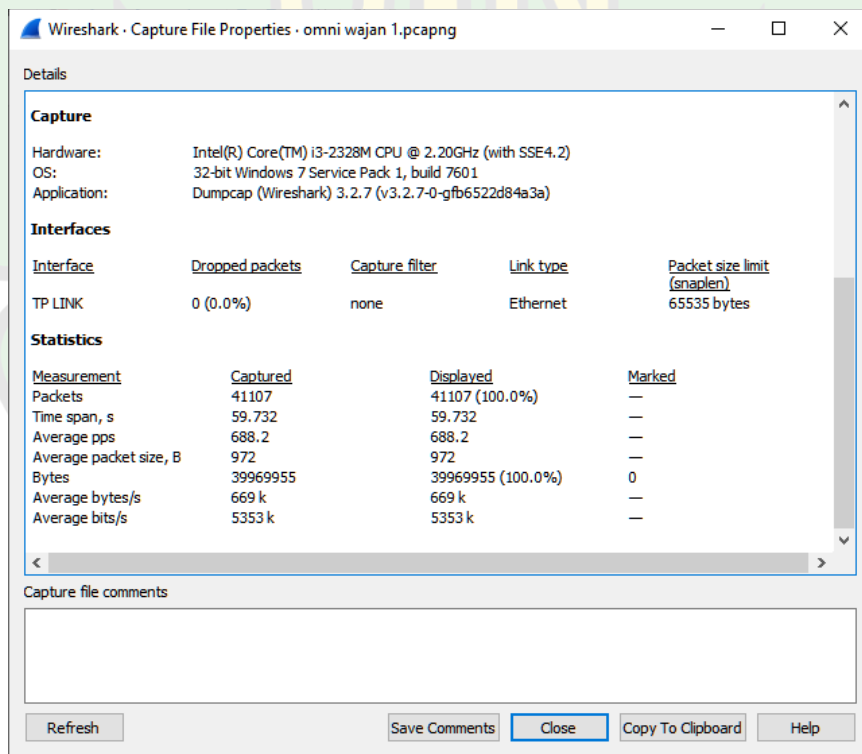 Wireshark · Capture File Properties · omni wajan 1.pcapng
Details
Capture
Hardware: Intel(R) Core(TM) i3-2328M CPU @ 2.20GHz (with SSE4.2)
OS: 32-bit Windows 7 Service Pack 1, build 7601
Application: Dumpcap (Wireshark) 3.2.7 (v3.2.7-0-gfb6522d84a3a)
Interfaces
Interface Dropped packets Capture filter Link type Packet size limit
(snaplen)
TP LINK 0 (0.0%) none Ethernet 65535 bytes
Statistics
Measurement Captured Displayed Marked
Packets 41107 41107 (100.0%) —
Time span, s 59.732 59.732 —
Average pps 688.2 688.2 —
Average packet size, B 972 972 —
Bytes 39969955 39969955 (100.0%) 0
Average bytes/s 669 k 669 k —
Average bits/s 5353 k 5353 k —
Capture file comments
Refresh Save Comments Close Copy To Clipboard Help